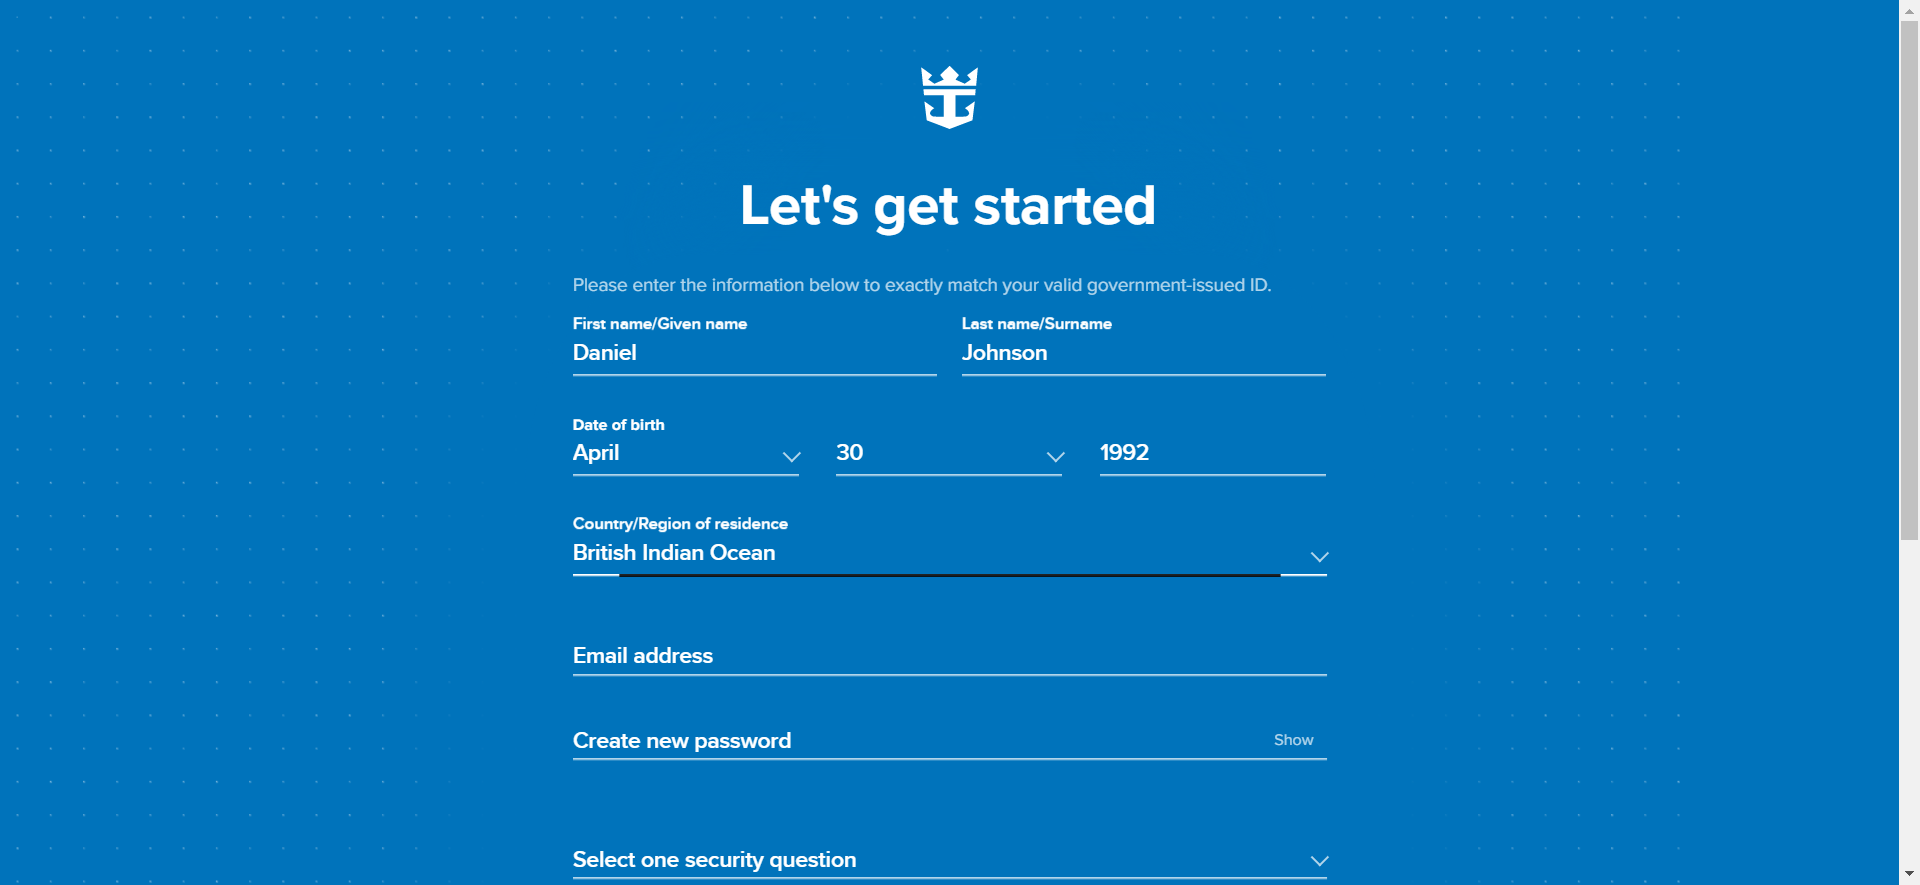 Let's get started
Please enter the information below to exactly match your valid government-issued ID.
First name/Given name
Daniel
Last name/Surname
Johnson
Date of birth
April
30
1992
Country/Region of residence
British Indian Ocean
Email address
Create new password
Show
Select one security question